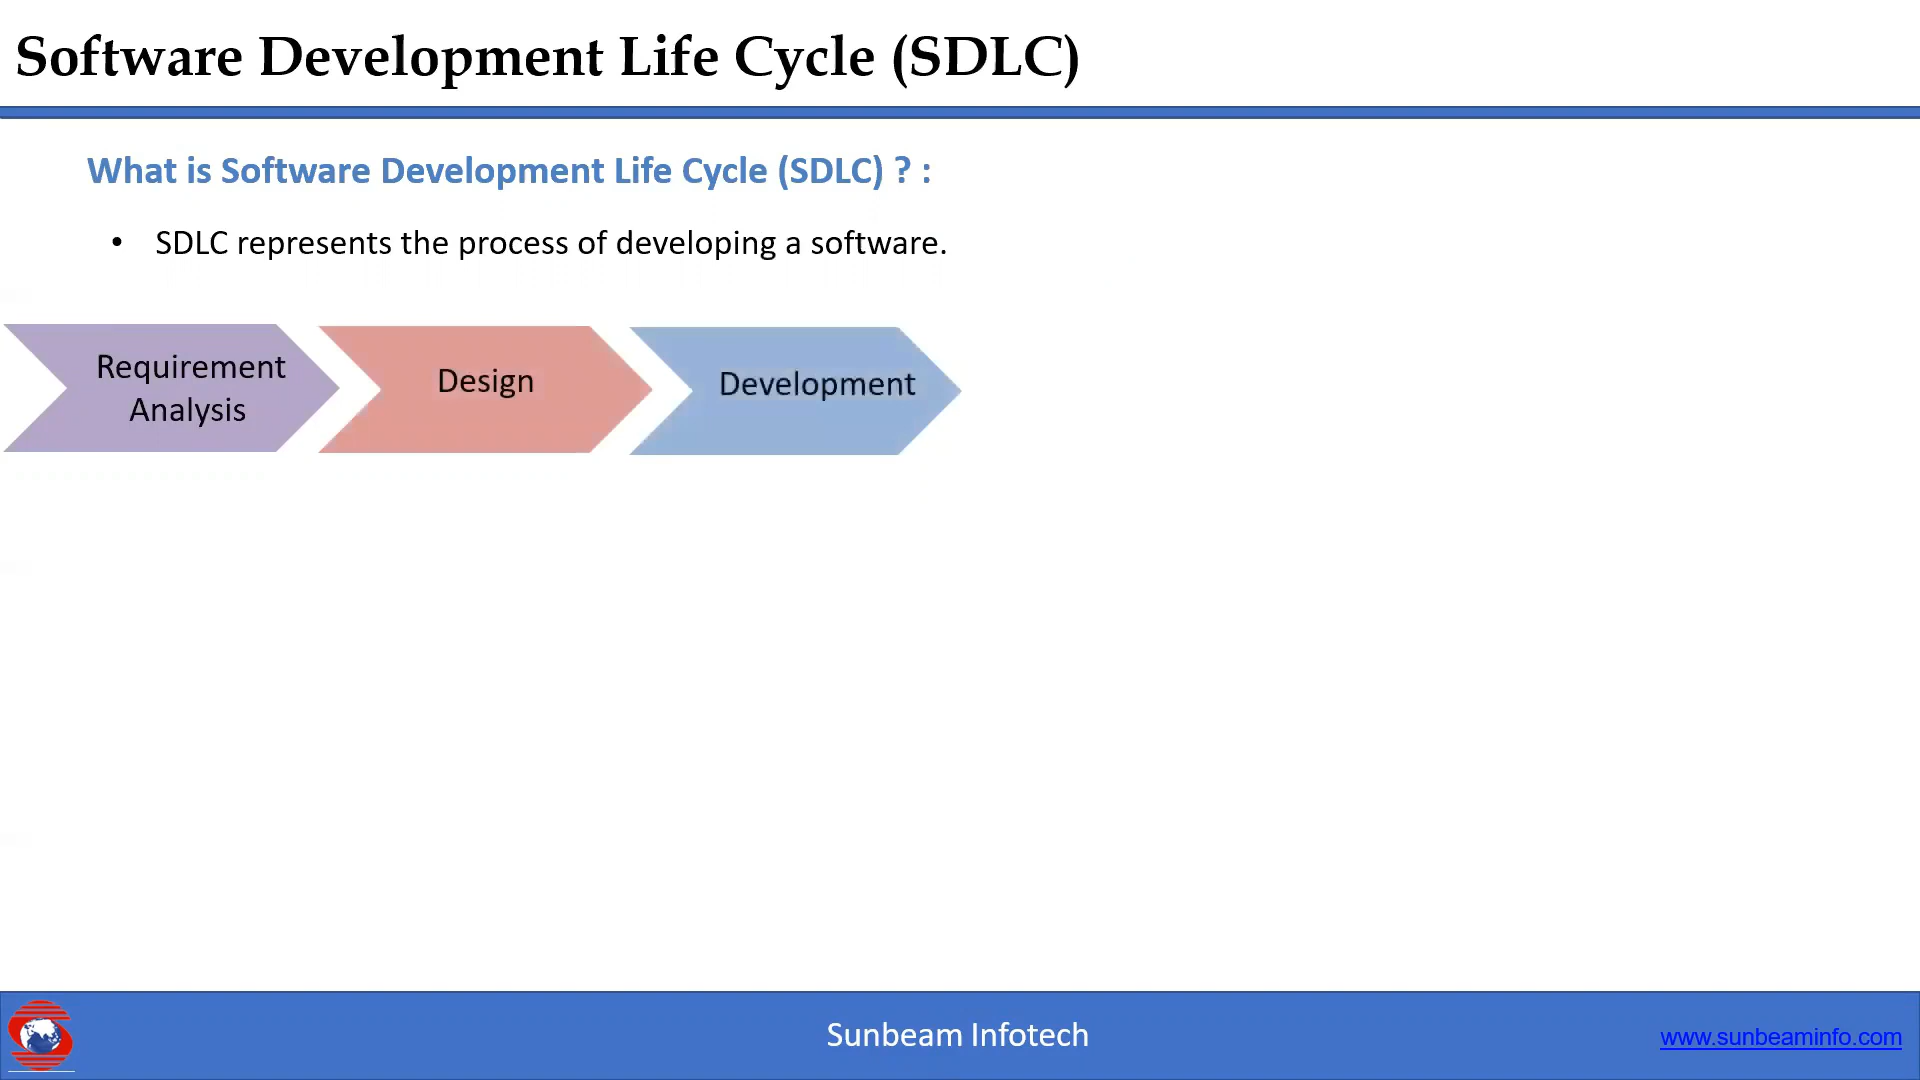 Software Development Life Cycle (SDLC)
What is Software Development Life Cycle (SDLC) ? :
• SDLC represents the process of developing a software.
Requirement
Analysis
Design
Development
Sunbeam Infotech
www.sunbeaminfo.com